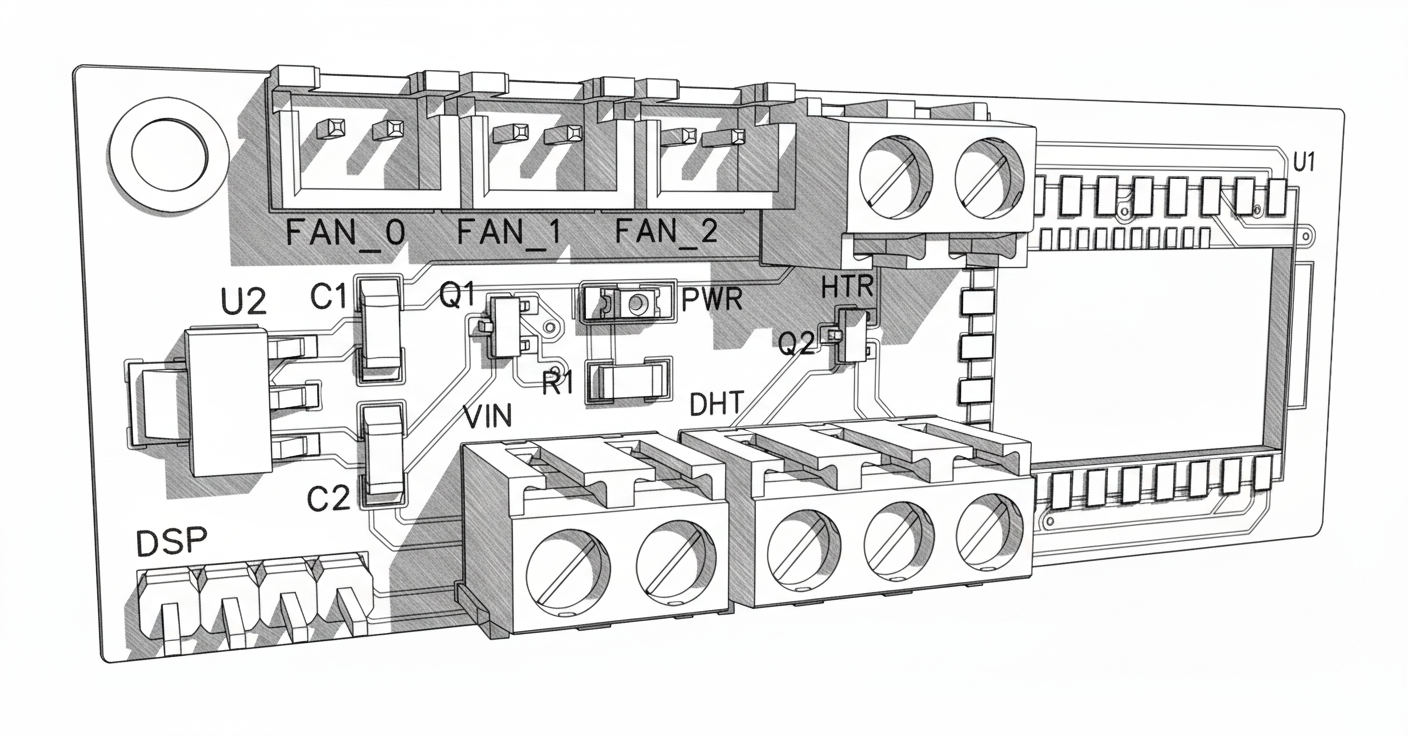 U1
FAN_0 FAN_1 FAN_2
U2 C1 Q1 PWR HTR
Q2
R1
VIN DHT
C2
DSP